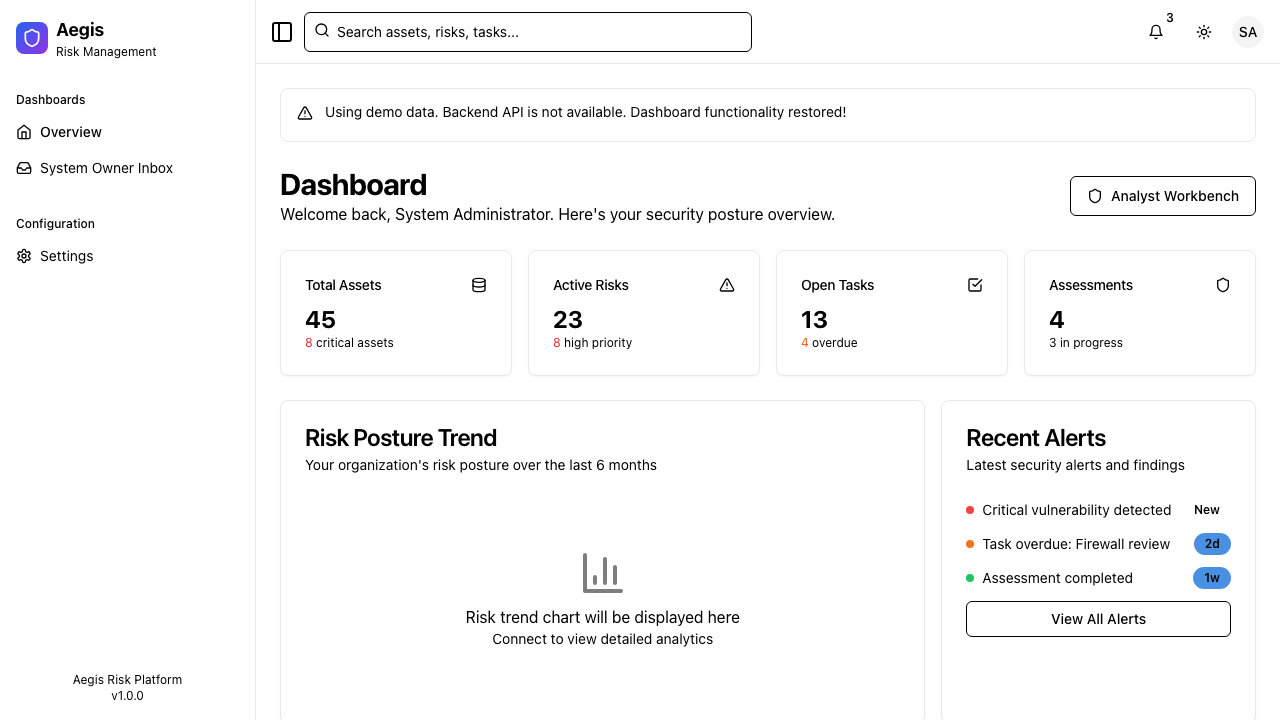 Aegis
Risk Management
Dashboards
Overview
System Owner Inbox
Configuration
Settings
Aegis Risk Platform
v1.0.0
Search assets, risks, tasks...
3
SA
Using demo data. Backend API is not available. Dashboard functionality restored!
Dashboard
Welcome back, System Administrator. Here's your security posture overview.
Analyst Workbench
Total Assets
45
8 critical assets
Active Risks
23
8 high priority
Open Tasks
13
4 overdue
Assessments
4
3 in progress
Risk Posture Trend
Your organization's risk posture over the last 6 months
Risk trend chart will be displayed here
Connect to view detailed analytics
Recent Alerts
Latest security alerts and findings
Critical vulnerability detected New
Task overdue: Firewall review 2d
Assessment completed 1w
View All Alerts